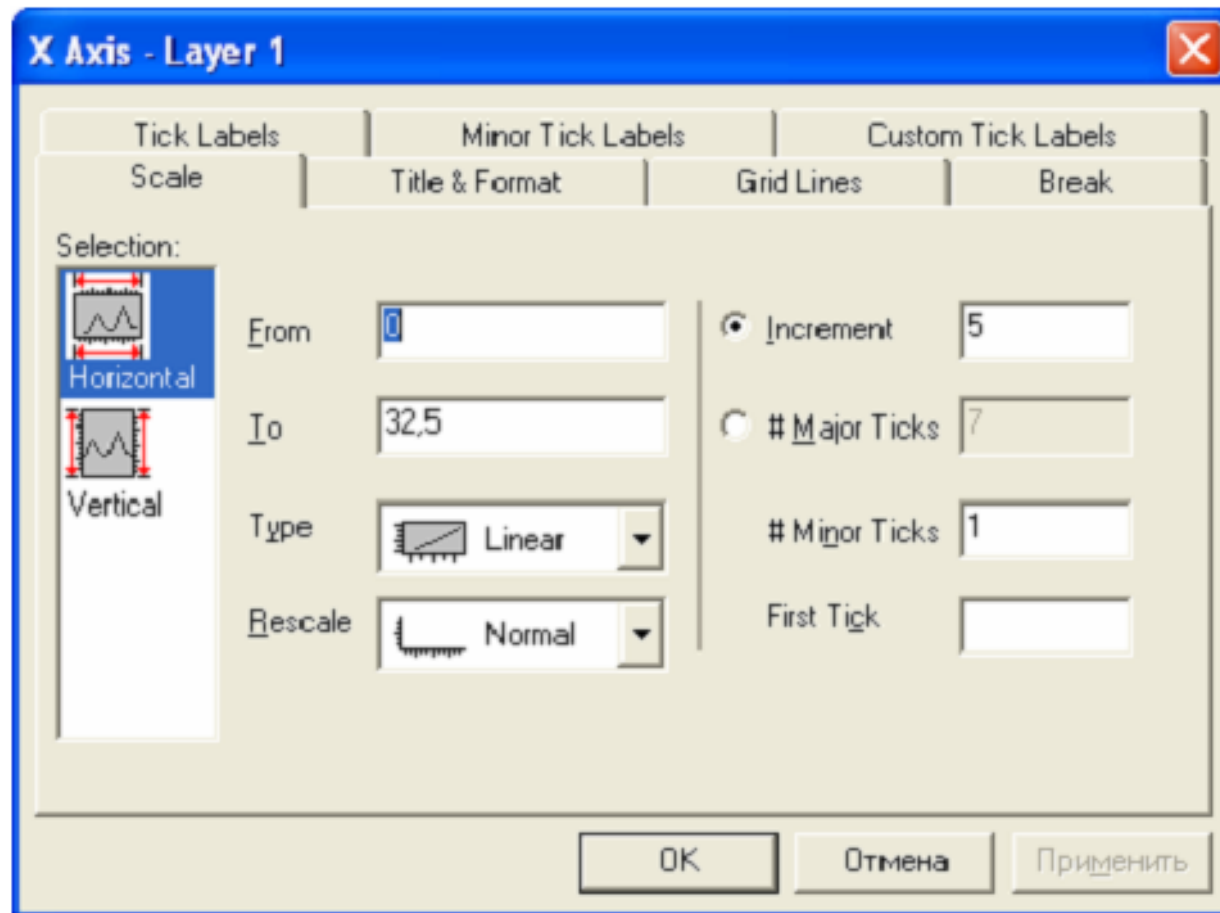 X Axis - Layer 1
Tick Labels
Minor Tick Labels
Custom Tick Labels
Scale
Title & Format
Grid Lines
Break
Selection:
Horizontal
Vertical
From
0
To
32,5
Type
Linear
Rescale
Normal
Increment
5
# Major Ticks
7
# Minor Ticks
1
First Tick
OK
Отмена
Применить